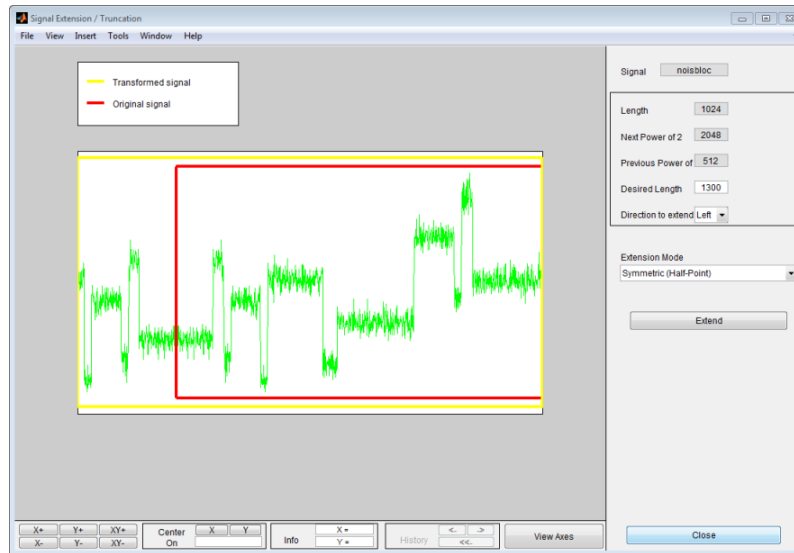 Signal Extension / Truncation
File View Insert Tools Window Help
Transformed signal
Original signal
Signal noisbloc
Length 1024
Next Power of 2 2048
Previous Power of 512
Desired Length 1300
Direction to extend Left
Extension Mode
Symmetric (Half-Point)
Extend
X+ Y+ XY+
X- Y- XY-
Center
On
X Y
Info
X =
Y =
History
<- ->
<<-
View Axes
Close